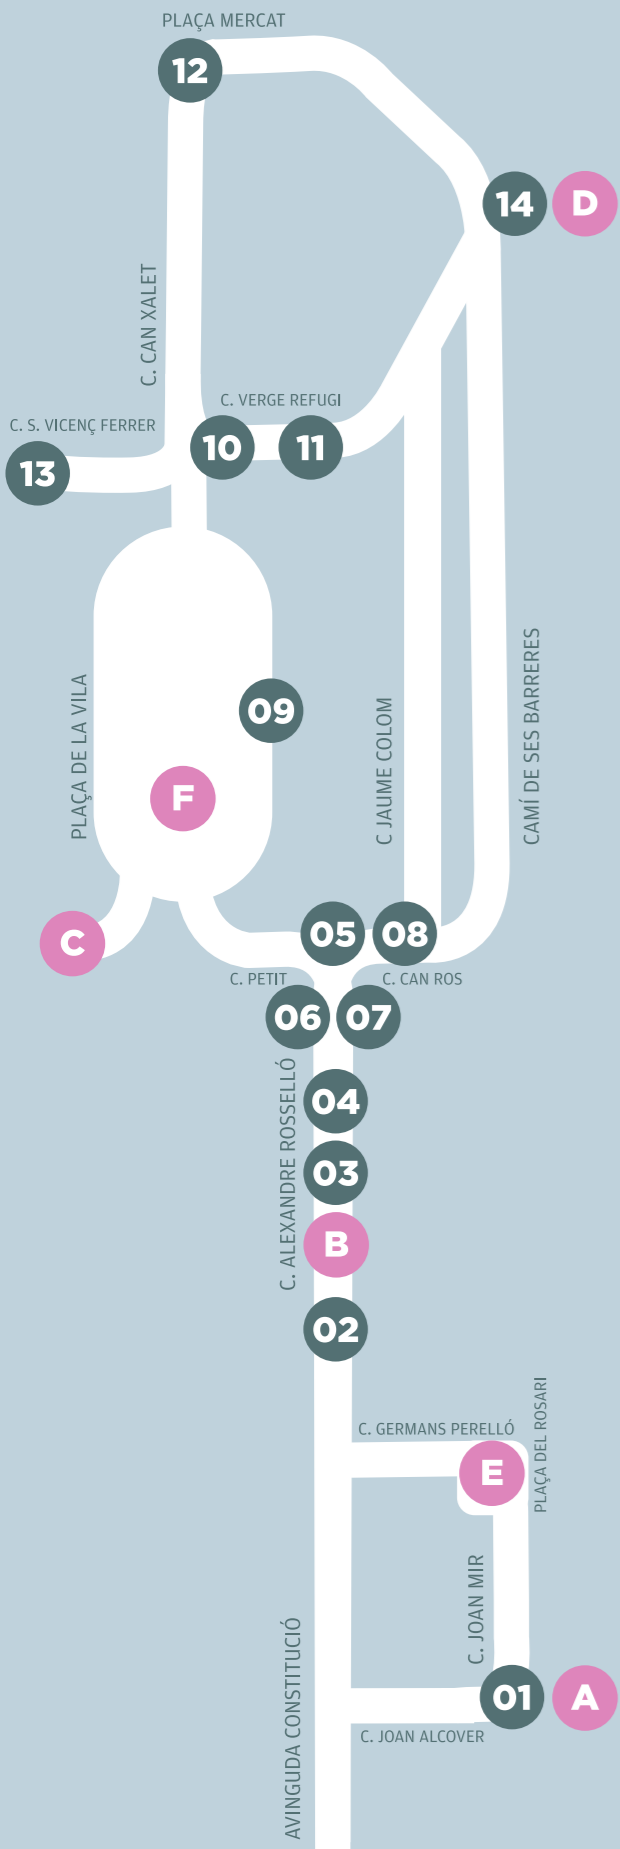 PLAÇA MERCAT
12
14
D
C. CAN XALET
C. VERGE REFUGI
C. S. VICENÇ FERRER
10
11
13
PLAÇA DE LA VILA
09
C JAUME COLOM
CAMÍ DE SES BARRERES
F
C
05
08
C. PETIT
C. CAN ROS
06
07
C. ALEXANDRE ROSSELLÓ
04
03
B
02
C. GERMANS PERELLÓ
PLAÇA DEL ROSARI
E
C. JOAN MIR
AVINGUDA CONSTITUCIÓ
01
A
C. JOAN ALCOVER